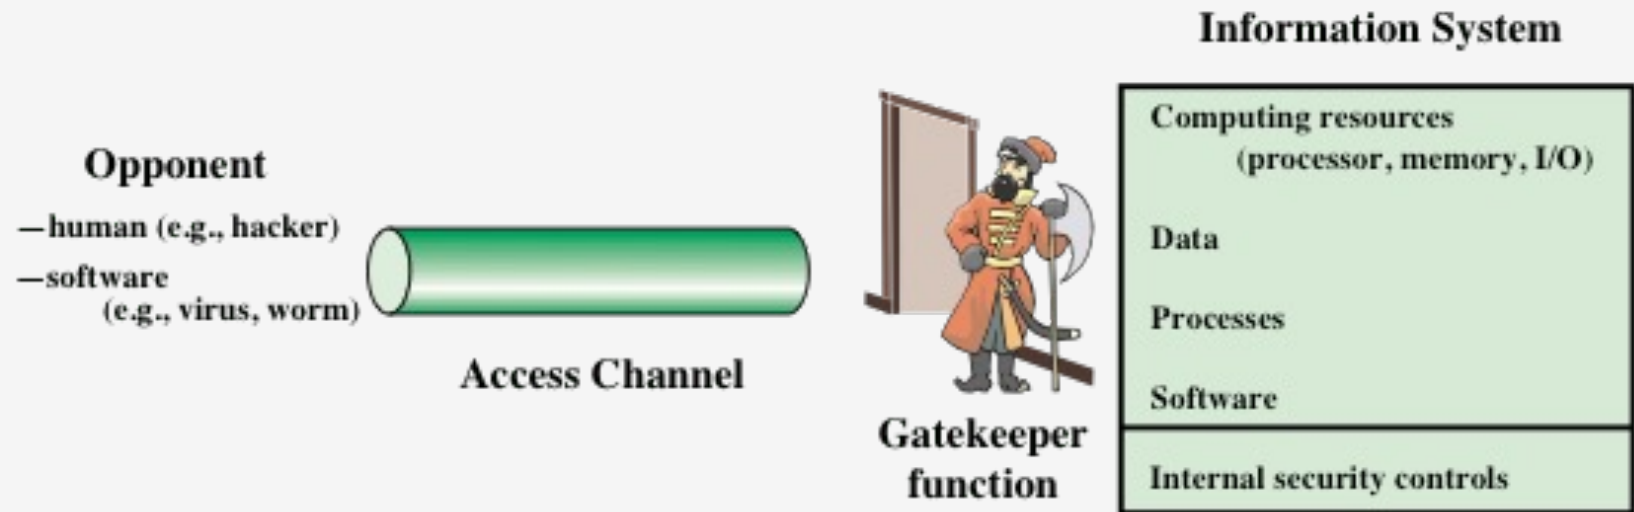 Information System
Opponent
—human (e.g., hacker)
—software
(e.g., virus, worm)
Access Channel
Gatekeeper
function
Computing resources
(processor, memory, I/O)
Data
Processes
Software
Internal security controls